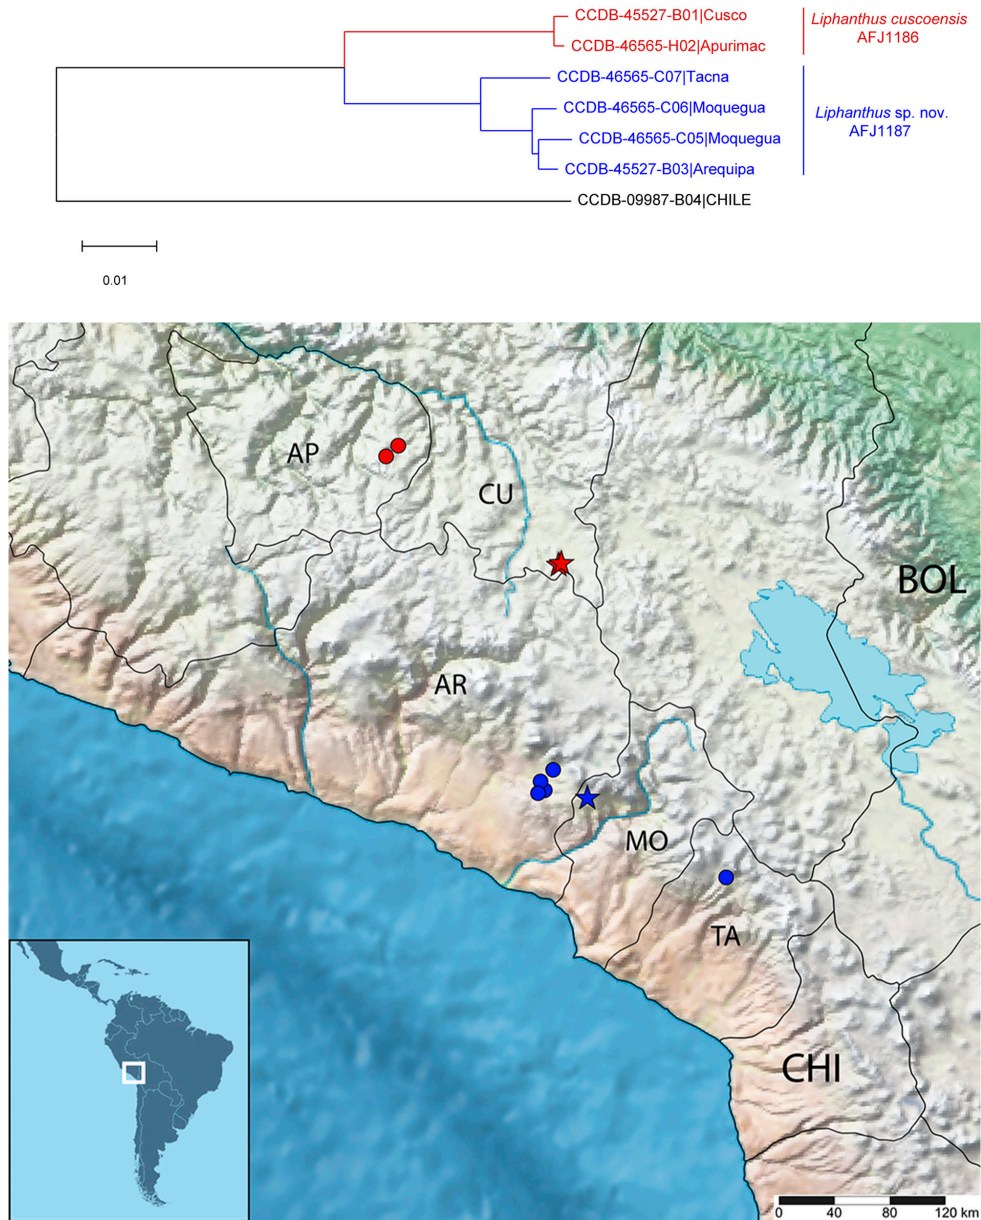 CCDB-45527-B01|Cusco
CCDB-46565-H02|Apurimac
Liphanthus cuscoensis
AFJ1186
CCDB-46565-C07|Tacna
CCDB-46565-C06|Moquegua
CCDB-46565-C05|Moquegua
CCDB-45527-B03|Arequipa
Liphanthus sp. nov.
AFJ1187
CCDB-09987-B04|CHILE
0.01
AP
CU
BOL
AR
MO
TA
CHI
0 40 80 120 km